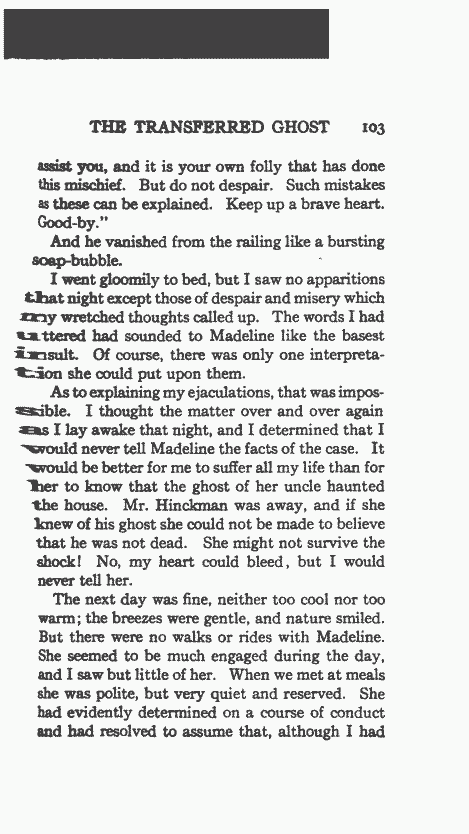 THE TRANSFERRED GHOST 103
assist you, and it is your own folly that has done
this mischief. But do not despair. Such mistakes
as these can be explained. Keep up a brave heart.
Good-by."
And he vanished from the railing like a bursting
soap-bubble.
I went gloomily to bed, but I saw no apparitions
that night except those of despair and misery which
my wretched thoughts called up. The words I had
uttered had sounded to Madeline like the basest
insult. Of course, there was only one interpreta-
tion she could put upon them.
As to explaining my ejaculations, that was impos-
sible. I thought the matter over and over again
as I lay awake that night, and I determined that I
would never tell Madeline the facts of the case. It
would be better for me to suffer all my life than for
her to know that the ghost of her uncle haunted
the house. Mr. Hinckman was away, and if she
knew of his ghost she could not be made to believe
that he was not dead. She might not survive the
shock! No, my heart could bleed, but I would
never tell her.
The next day was fine, neither too cool nor too
warm; the breezes were gentle, and nature smiled.
But there were no walks or rides with Madeline.
She seemed to be much engaged during the day,
and I saw but little of her. When we met at meals
she was polite, but very quiet and reserved. She
had evidently determined on a course of conduct
and had resolved to assume that, although I had